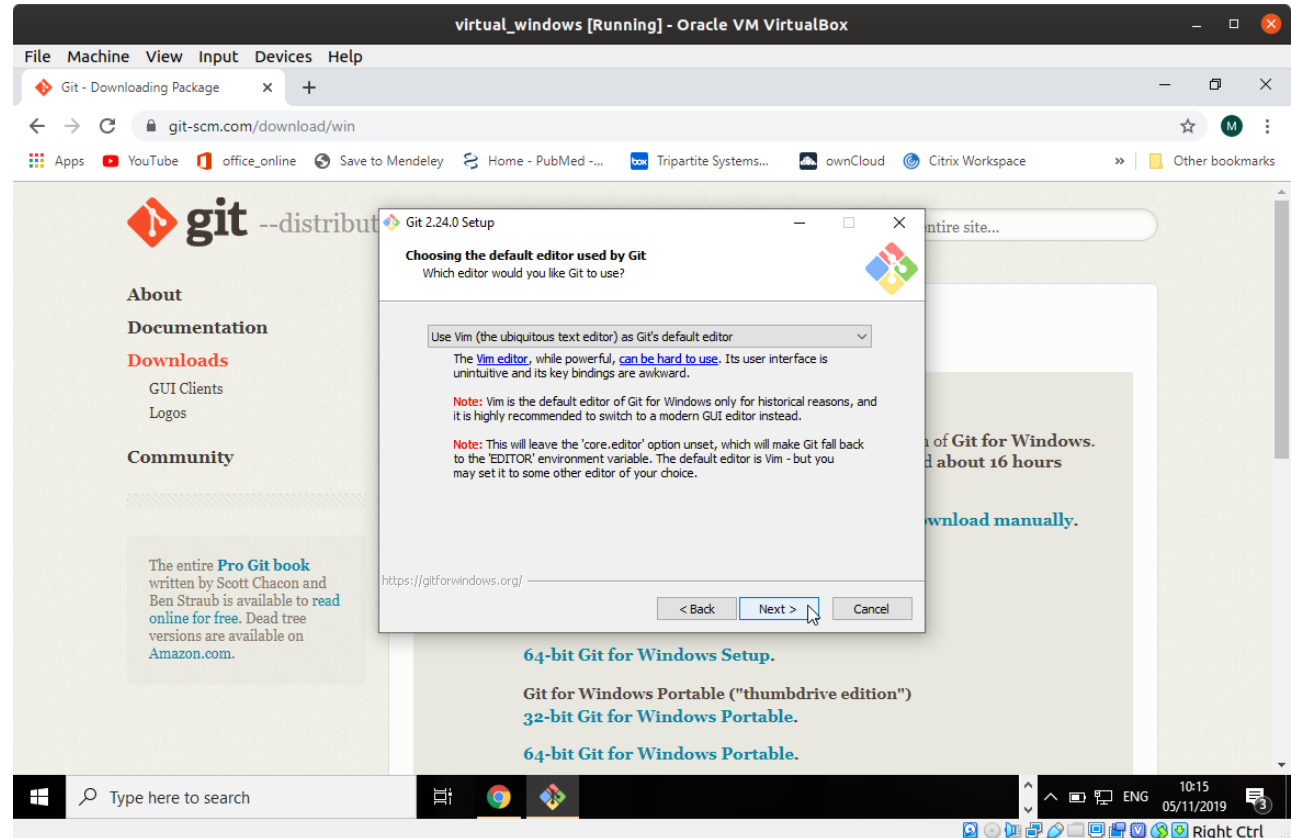 virtual_windows [Running] - Oracle VM VirtualBox
File Machine View Input Devices Help
Git - Downloading Package
git-scm.com/download/win
M
Apps YouTube office_online Save to Mendeley Home - PubMed -... box Tripartite Systems... ownCloud Citrix Workspace » Other bookmarks
git --distribut
ntire site...
About
Documentation
Downloads
GUI Clients
Logos
Community
The entire Pro Git book
written by Scott Chacon and
Ben Straub is available to read
online for free. Dead tree
versions are available on
Amazon.com.
Git 2.24.0 Setup
Choosing the default editor used by Git
Which editor would you like Git to use?
Use Vim (the ubiquitous text editor) as Git's default editor
The Vim editor, while powerful, can be hard to use. Its user interface is
unintuitive and its key bindings are awkward.
Note: Vim is the default editor of Git for Windows only for historical reasons, and
it is highly recommended to switch to a modern GUI editor instead.
Note: This will leave the 'core.editor' option unset, which will make Git fall back
to the 'EDITOR' environment variable. The default editor is Vim - but you
may set it to some other editor of your choice.
https://gitforwindows.org/
< Back Next > Cancel
of Git for Windows.
about 16 hours
wnload manually.
64-bit Git for Windows Setup.
Git for Windows Portable ("thumbdrive edition")
32-bit Git for Windows Portable.
64-bit Git for Windows Portable.
Type here to search
ENG
10:15
05/11/2019
3
Right Ctrl